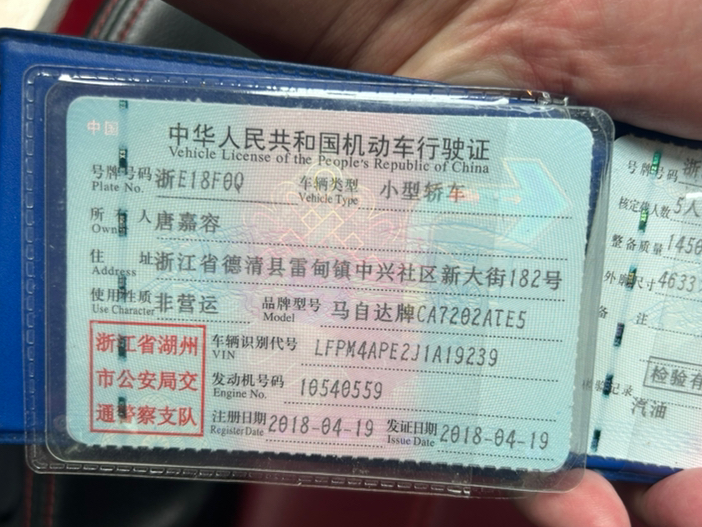 中国
中华人民共和国机动车行驶证
Vehicle License of the People's Republic of China
号牌号码 浙E18F0Q 车辆类型 小型轿车
Plate No. Vehicle Type
所有人 唐嘉容
Owner
住址 浙江省德清县雷甸镇中兴社区新大街182号
Address
使用性质 非营运 品牌型号 马自达牌CA7202ATE5
Use Character Model
浙江省湖州
市公安局交
通警察支队
车辆识别代号 LFPM4APE2J1A19239
VIN
发动机号码 10540559
Engine No.
注册日期 2018-04-19 发证日期 2018-04-19
Register Date Issue Date
号牌号码 浙
核定载人数 5人
整备质量 1450
外廓尺寸 4633
备注
检验记录
检验有
汽油